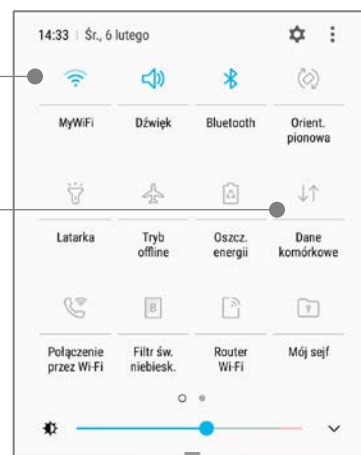 14:33 | Śr., 6 lutego
MyWiFi Dźwięk Bluetooth Orient. pionowa
Latarka Tryb offline Oszcz. energii Dane komórkowe
B
Połączenie przez Wi-Fi Filtr św. niebiesk. Router Wi-Fi Mój sejf